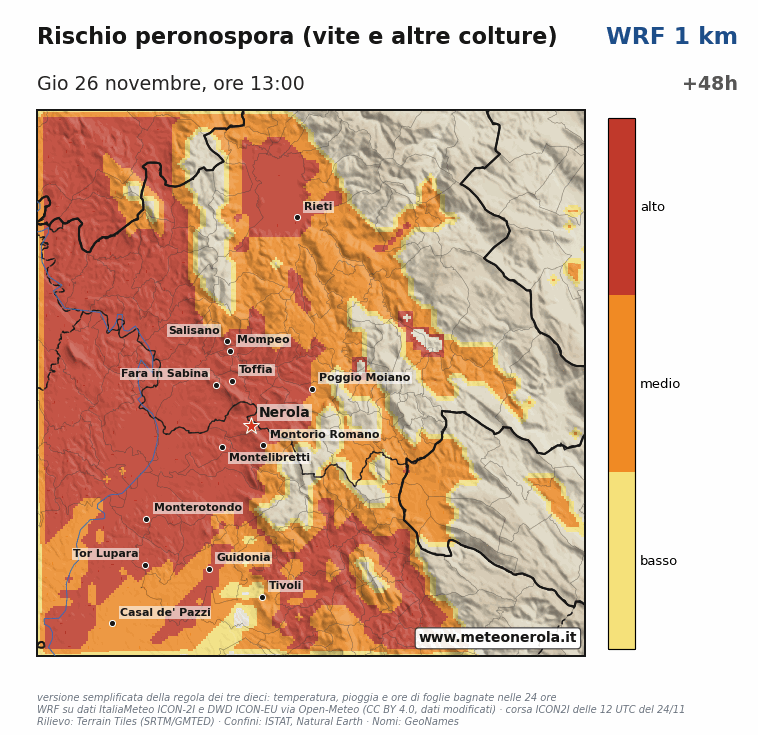 Rischio peronospora (vite e altre colture)
WRF 1 km
Gio 26 novembre, ore 13:00
+48h
alto
medio
basso
Rieti
Salisano
Mompeo
Fara in Sabina
Toffia
Poggio Moiano
Nerola
Montorio Romano
Montelibretti
Monterotondo
Tor Lupara
Guidonia
Tivoli
Casal de' Pazzi
www.meteonerola.it
versione semplificata della regola dei tre dieci: temperatura, pioggia e ore di foglie bagnate nelle 24 ore
WRF su dati ItaliaMeteo ICON-2I e DWD ICON-EU via Open-Meteo (CC BY 4.0, dati modificati) · corsa ICON2I delle 12 UTC del 24/11
Rilievo: Terrain Tiles (SRTM/GMTED) · Confini: ISTAT, Natural Earth · Nomi: GeoNames